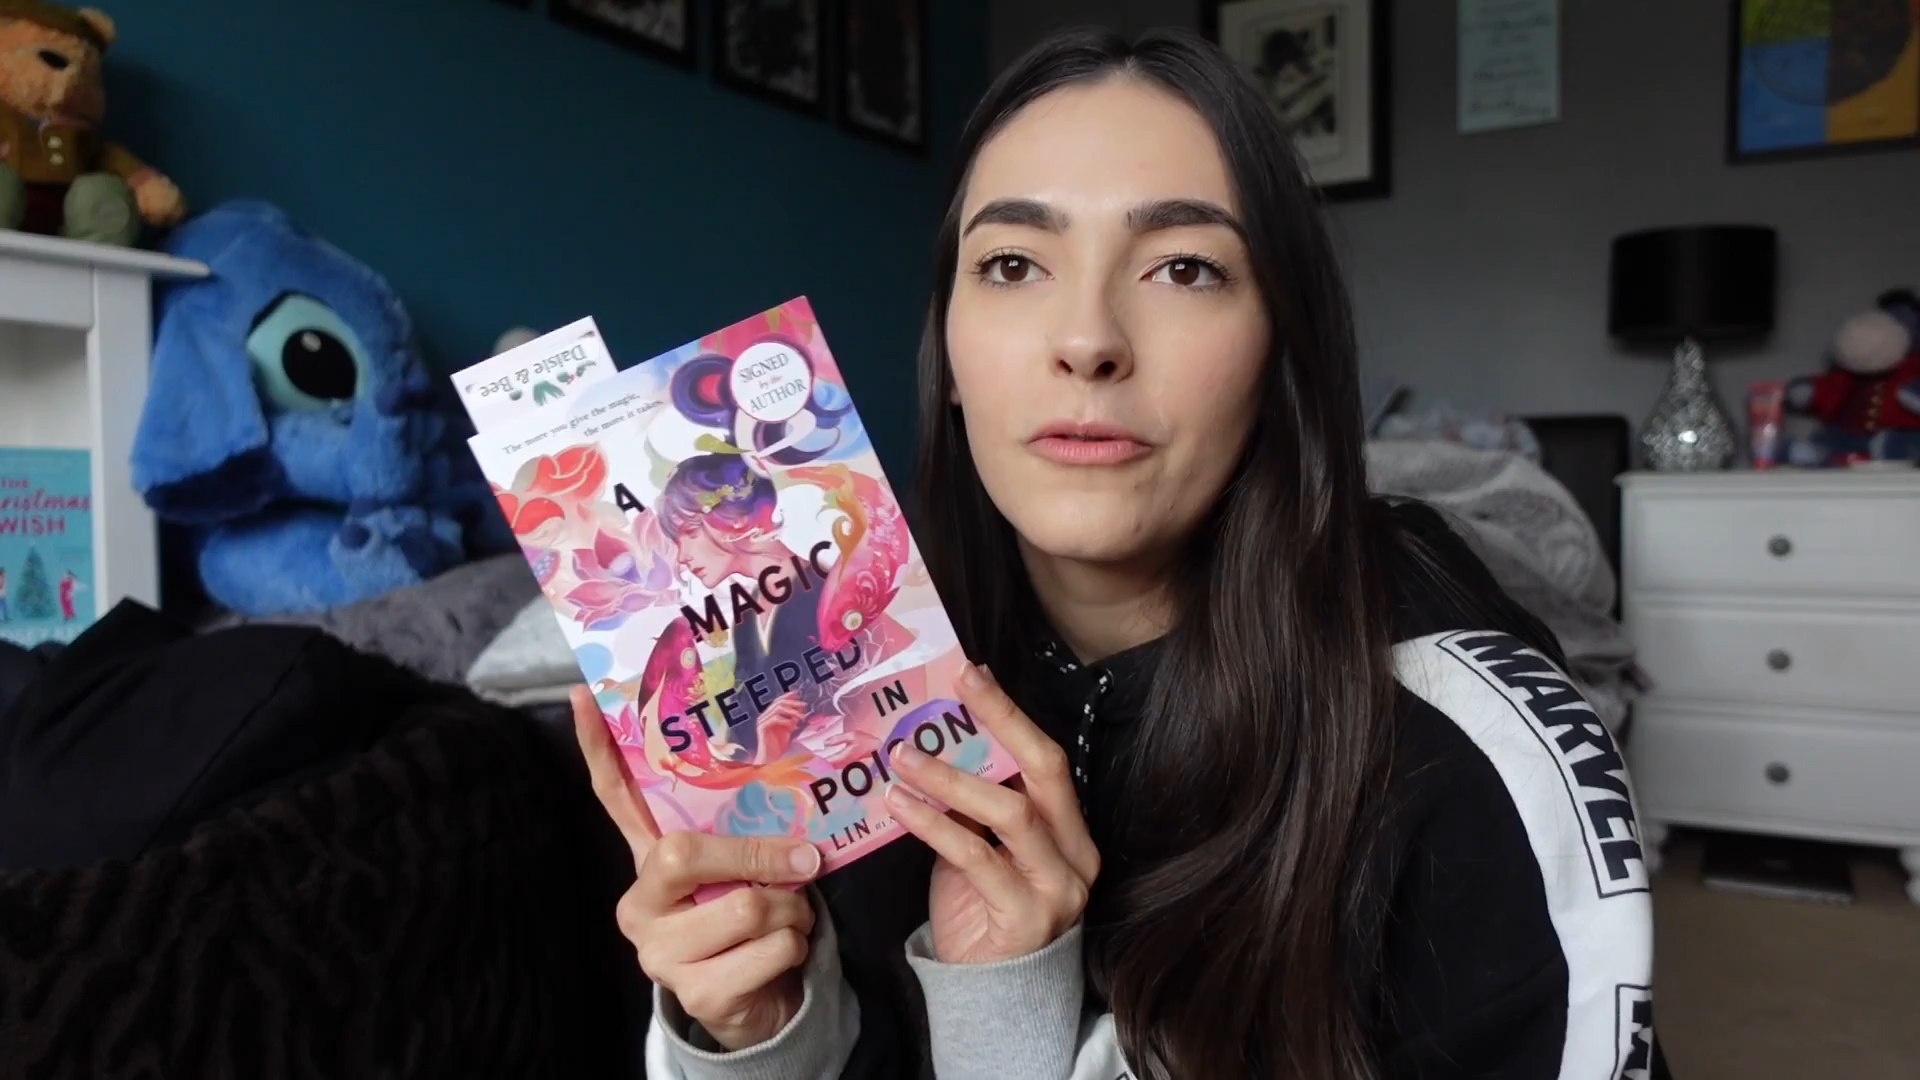 Daisie & Bee
The more you give the magic,
the more it takes.
SIGNED
by the
AUTHOR
A
MAGIC
STEEPED
IN
POISON
LIN
MARVEL
Christmas
WISH